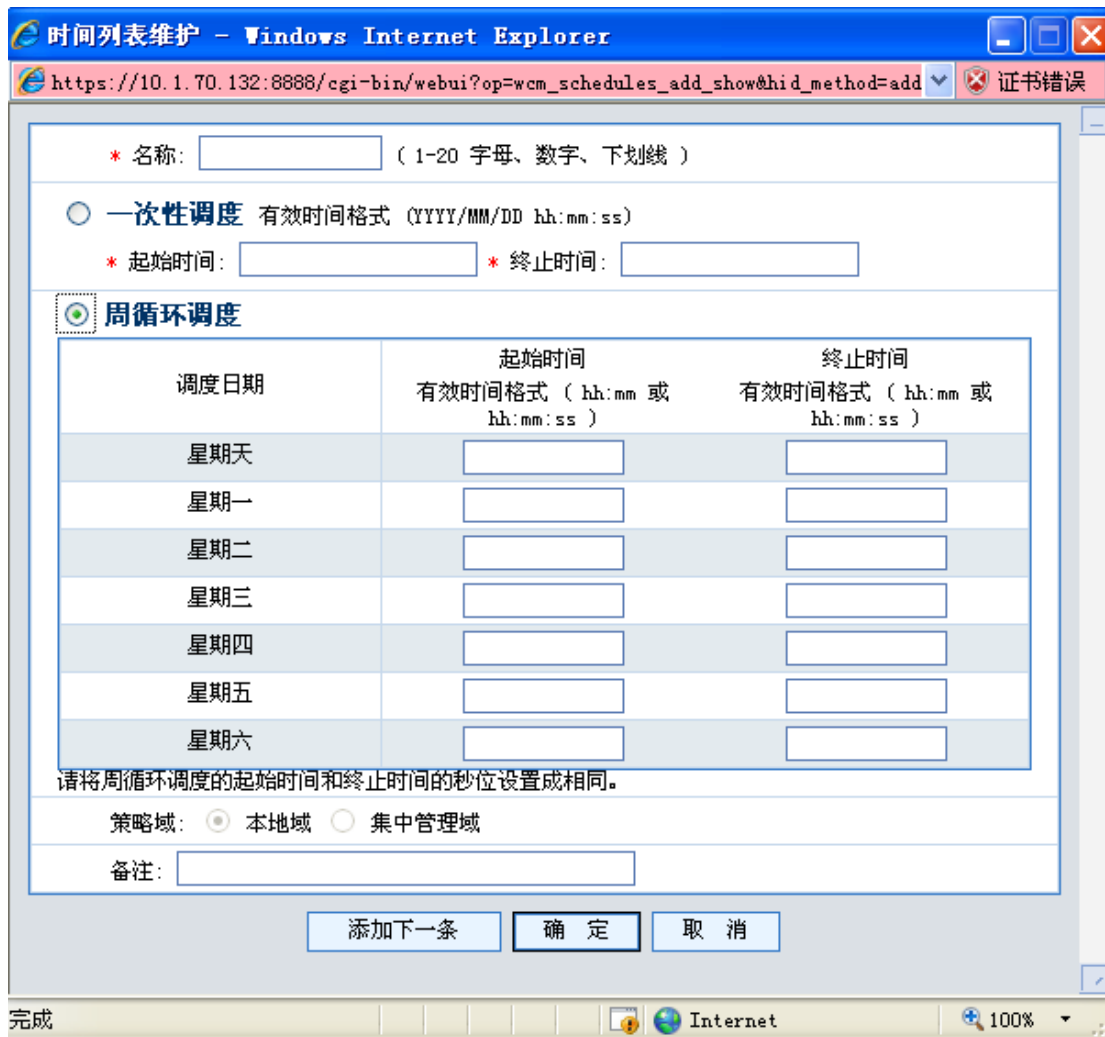 时间列表维护 - Windows Internet Explorer
https://10.1.70.132:8888/cgi-bin/webui?op=wcm_schedules_add_show&hid_method=add 证书错误
* 名称: ( 1-20 字母、数字、下划线 )
一次性调度 有效时间格式 (YYYY/MM/DD hh:mm:ss)
* 起始时间: * 终止时间:
周循环调度
调度日期
起始时间
有效时间格式 ( hh:mm 或
hh:mm:ss )
终止时间
有效时间格式 ( hh:mm 或
hh:mm:ss )
星期天
星期一
星期二
星期三
星期四
星期五
星期六
请将周循环调度的起始时间和终止时间的秒位设置成相同。
策略域: 本地域 集中管理域
备注:
添加下一条 确 定 取 消
完成 Internet 100%